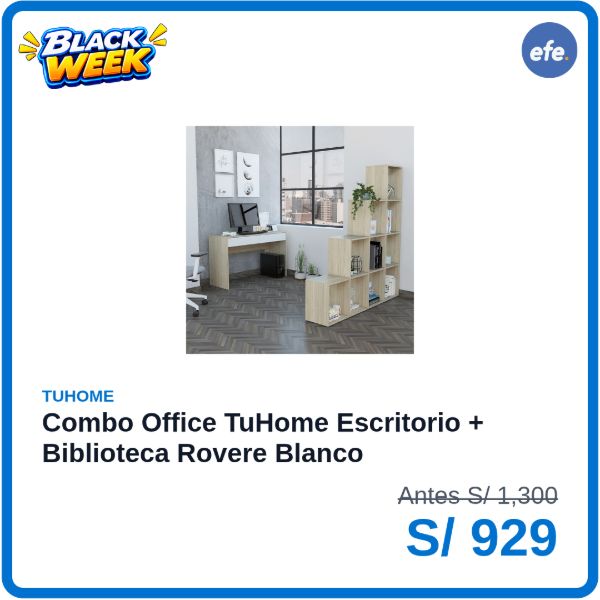 BLACK
WEEK
efe.
TUHOME
Combo Office TuHome Escritorio +
Biblioteca Rovere Blanco
Antes S/ 1,300
S/ 929